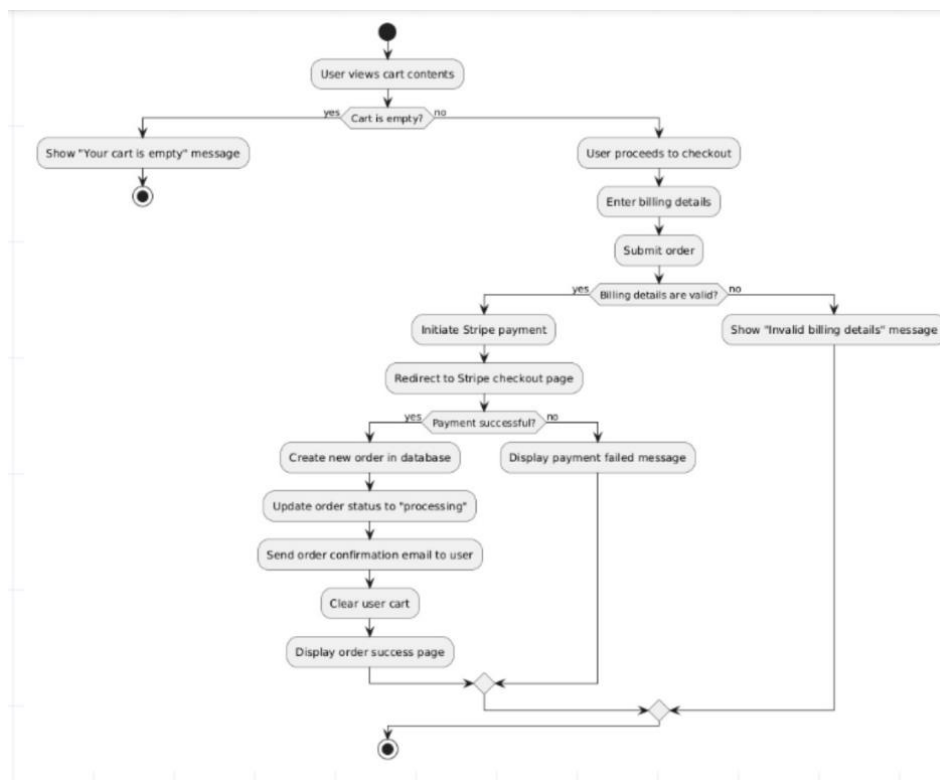 User views cart contents
yes
Cart is empty?
no
Show "Your cart is empty" message
User proceeds to checkout
Enter billing details
Submit order
yes
Billing details are valid?
no
Initiate Stripe payment
Show "Invalid billing details" message
Redirect to Stripe checkout page
yes
Payment successful?
no
Create new order in database
Display payment failed message
Update order status to "processing"
Send order confirmation email to user
Clear user cart
Display order success page